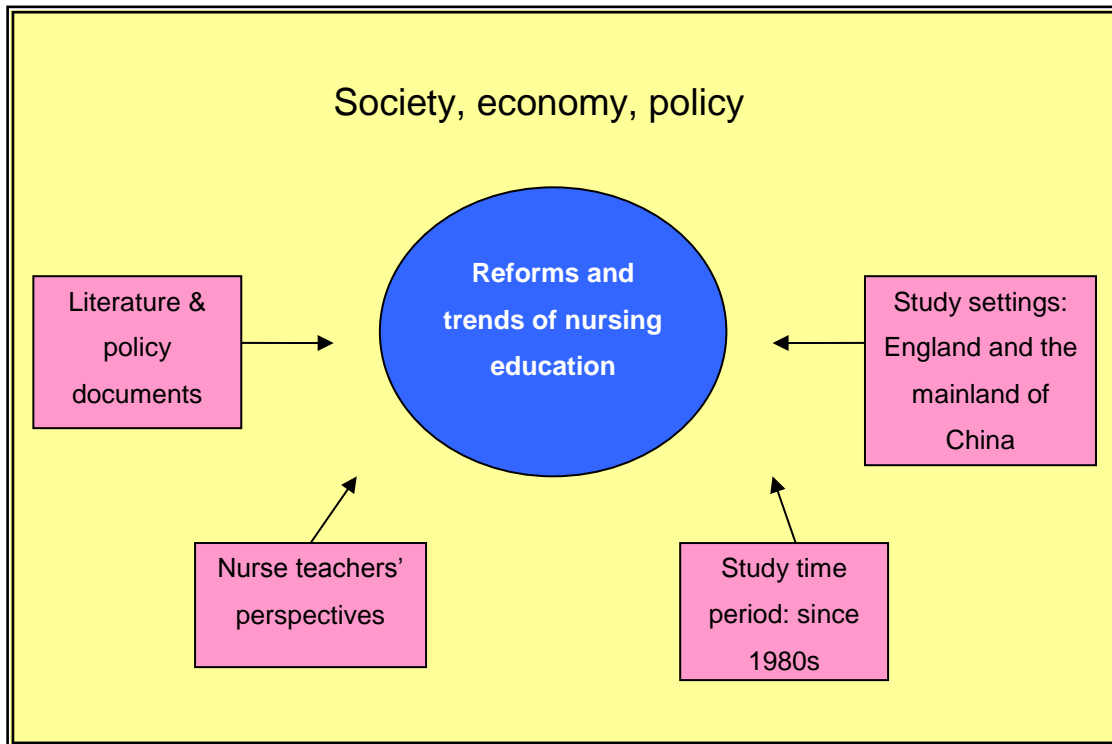 Society, economy, policy
Reforms and
trends of nursing
education
Literature &
policy
documents
Study settings:
England and the
mainland of
China
Nurse teachers’
perspectives
Study time
period: since
1980s